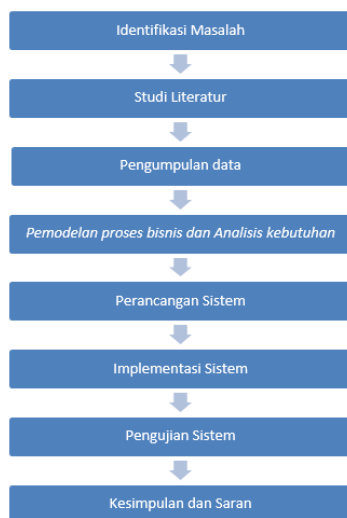 Identifikasi Masalah
Studi Literatur
Pengumpulan data
Pemodelan proses bisnis dan Analisis kebutuhan
Perancangan Sistem
Implementasi Sistem
Pengujian Sistem
Kesimpulan dan Saran